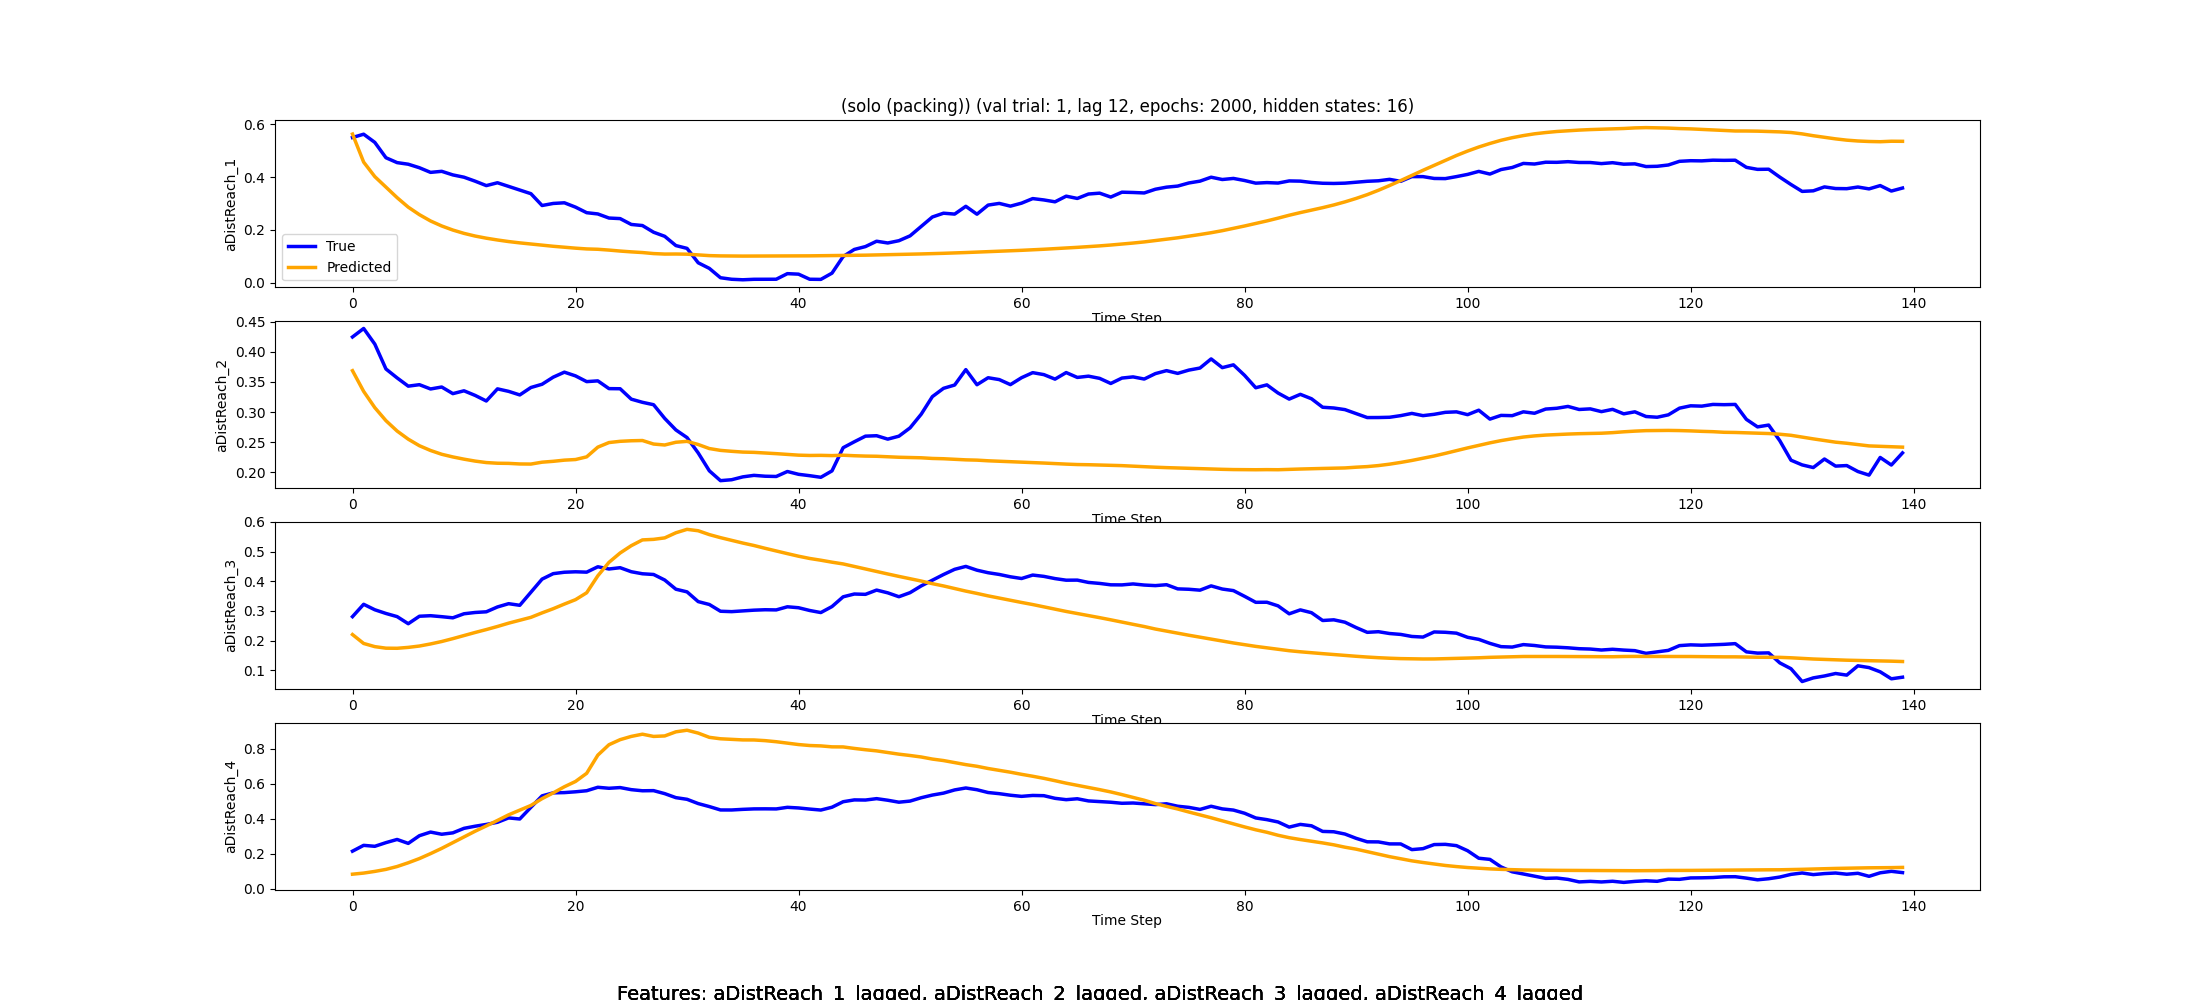 (solo (packing)) (val trial: 1, lag 12, epochs: 2000, hidden states: 16)
aDistReach_1
0.6
0.4
0.2
0.0
True
Predicted
0 20 40 60 80 100 120 140
Time Step
aDistReach_2
0.45
0.40
0.35
0.30
0.25
0.20
0 20 40 60 80 100 120 140
Time Step
aDistReach_3
0.6
0.5
0.4
0.3
0.2
0.1
0 20 40 60 80 100 120 140
Time Step
aDistReach_4
0.8
0.6
0.4
0.2
0.0
0 20 40 60 80 100 120 140
Time Step
Features: aDistReach_1_lagged, aDistReach_2_lagged, aDistReach_3_lagged, aDistReach_4_lagged